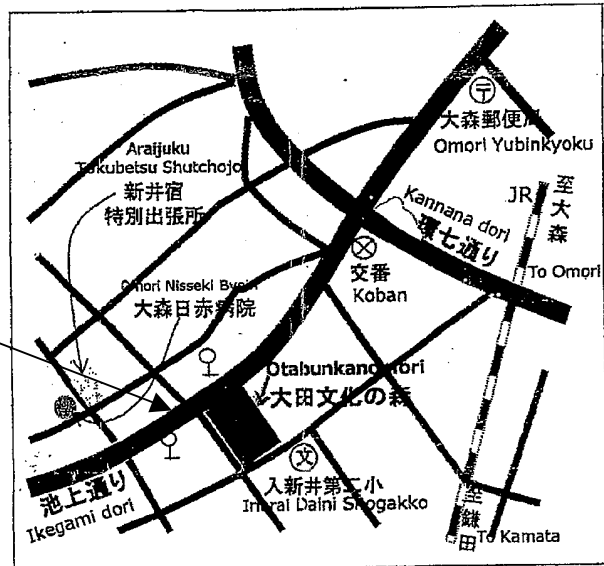 〒
大森郵便局
Omori Yubinkyoku
Araijuku
Tokubetsu Shutchojo
新井宿
特別出張所
Kannana dori
環七通り
JR
至大森
To Omori
交番
Koban
Omori Nisseki Byoin
大森日赤病院
Otabunkanomori
大田文化の森
文
入新井第二小
Inarai Daini Shogakko
池上通り
Ikegami dori
至鎌田
To Kamata